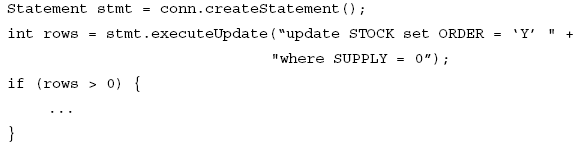 Statement stmt = conn.createStatement();
int rows = stmt.executeUpdate(“update STOCK set ORDER = ‘Y’ " +
"where SUPPLY = 0”);
if (rows > 0) {
...
}